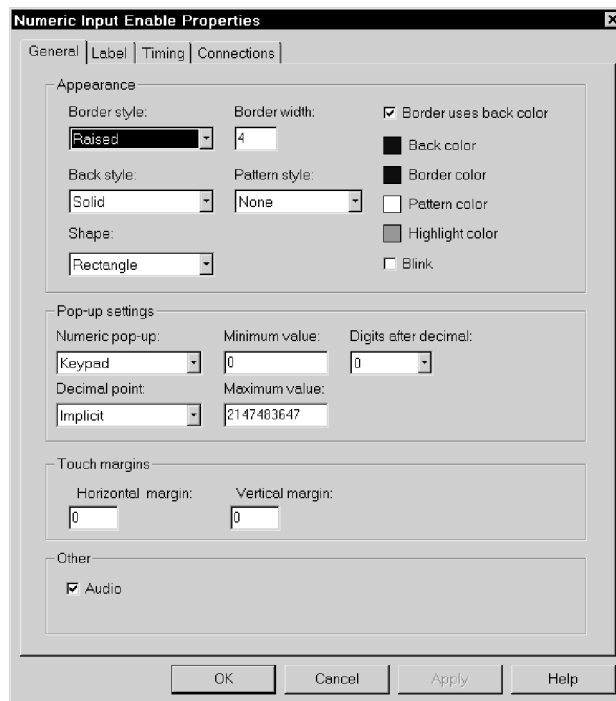 Numeric Input Enable Properties
General Label Timing Connections
Appearance
Border style: Border width: Border uses back color
Raised 4 Back color
Border color
Back style: Pattern style:
Solid None Pattern color
Shape: Highlight color
Rectangle Blink
Pop-up settings
Numeric pop-up: Minimum value: Digits after decimal:
Keypad 0 0
Decimal point: Maximum value:
Implicit 2147483647
Touch margins
Horizontal margin: Vertical margin:
0 0
Other
Audio
OK Cancel Apply Help